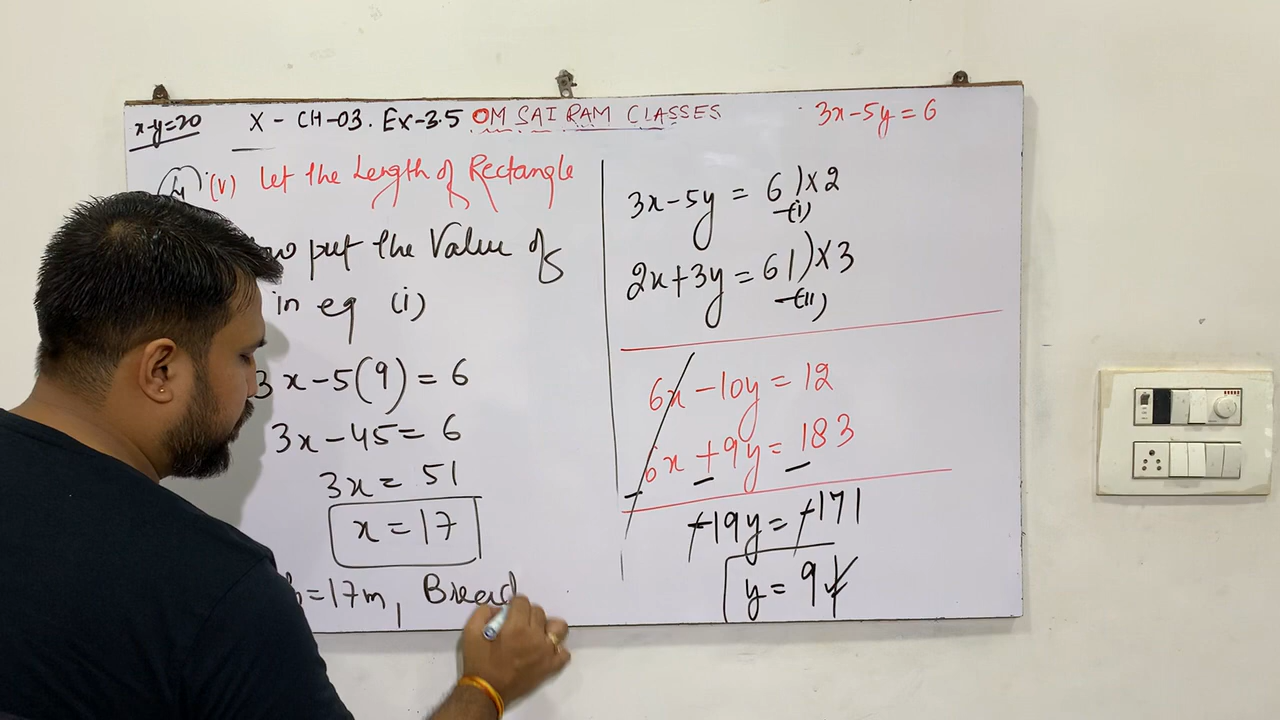 x-y=20
X - CH-03. Ex-3.5 OM SAI RAM CLASSES
3x-5y=6
(v) Let the Length of Rectangle
put the Value of
in eq (i)
3x-5(9)=6
3x-45=6
3x=51
x=17
=17m, Bread
3x-5y=6)×2
-(i)
2x+3y=61)×3
-(ii)
6x-10y=12
6x+9y=183
-19y=-171
y=9